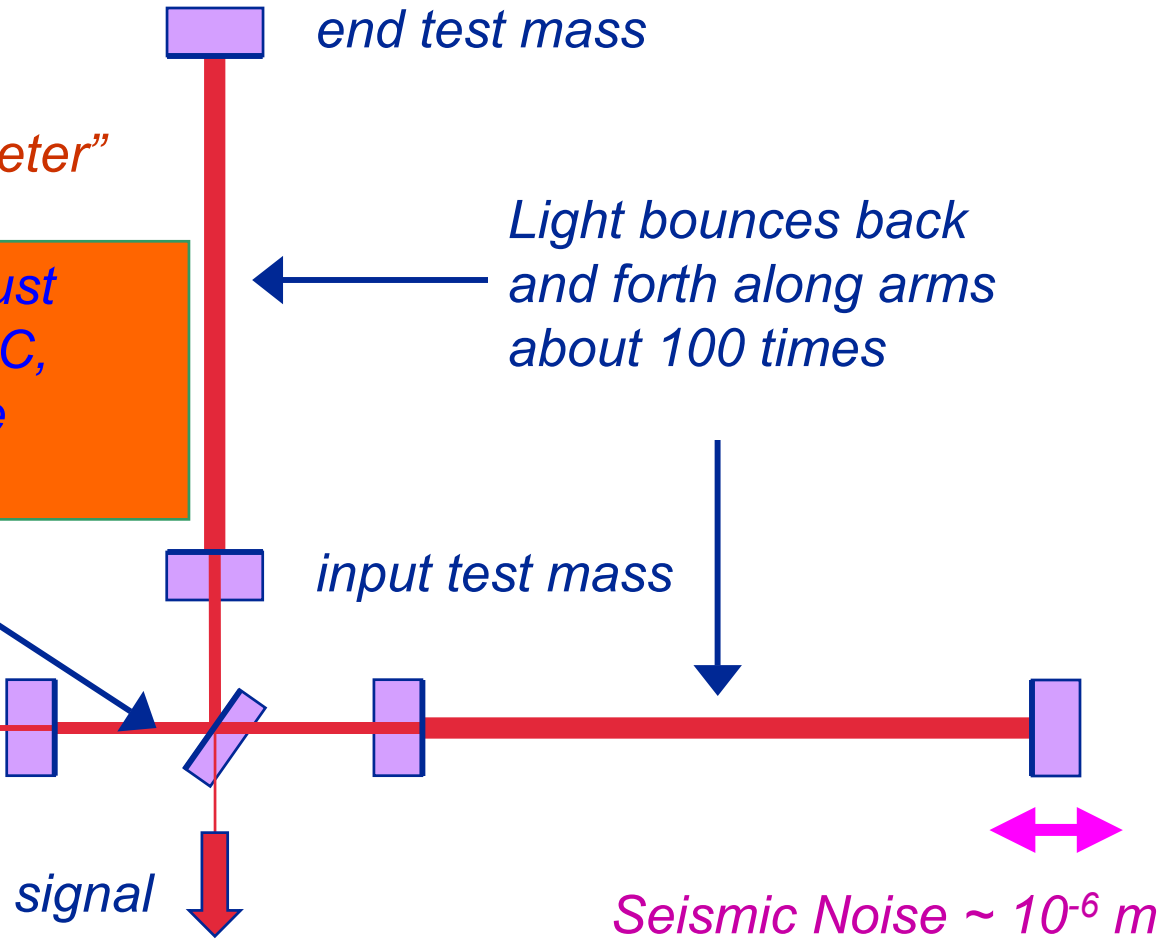 end test mass
eter”
Light bounces back
and forth along arms
about 100 times
ust
C,
e
input test mass
signal
Seismic Noise ~ 10⁻⁶ m